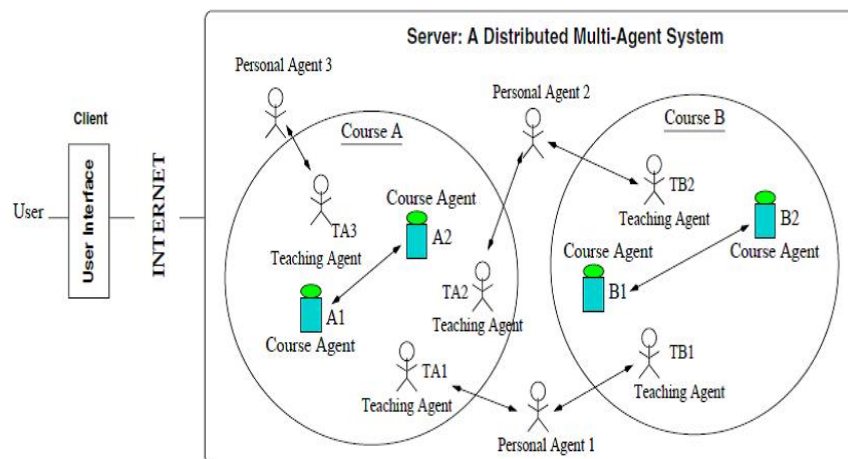 Server: A Distributed Multi-Agent System
Personal Agent 3
Personal Agent 2
Client
Course A
Course B
User
User Interface
INTERNET
TA3
Teaching Agent
Course Agent
A2
A1
Course Agent
TA2
Teaching Agent
TA1
Teaching Agent
TB2
Teaching Agent
B2
Course Agent
Course Agent
B1
TB1
Teaching Agent
Personal Agent 1